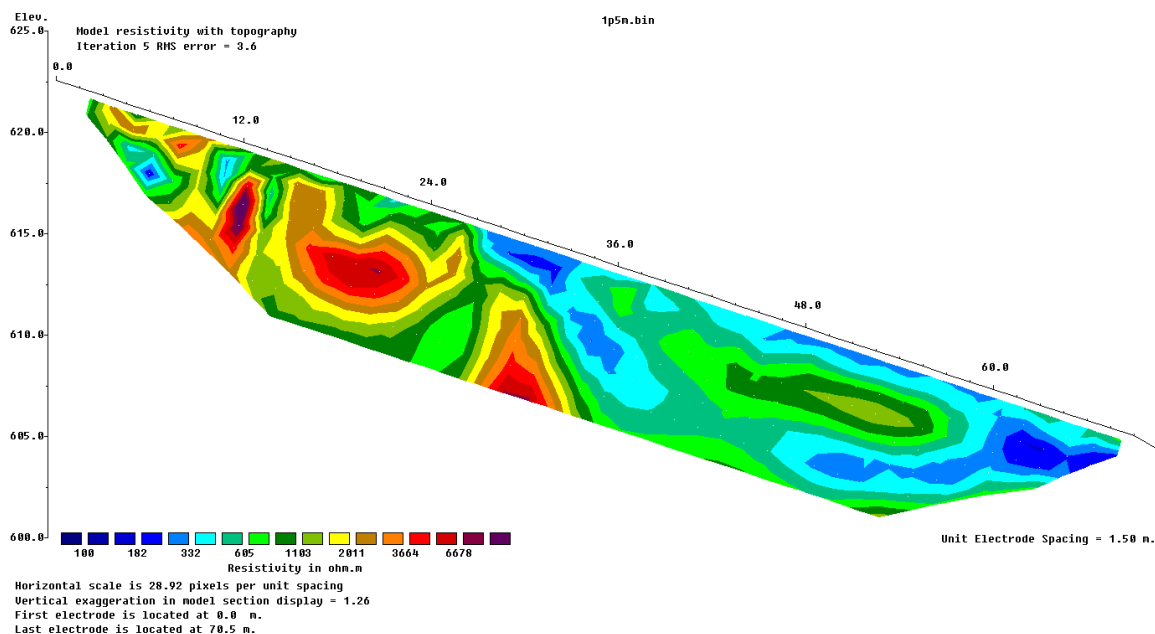 Elev.
1p5m.bin
625.0
Model resistivity with topography
Iteration 5 RMS error = 3.6
0.0
12.0
620.0
24.0
615.0
36.0
48.0
610.0
60.0
605.0
600.0
Unit Electrode Spacing = 1.50 m.
100 182 332 605 1103 2011 3664 6678
Resistivity in ohm.m
Horizontal scale is 28.92 pixels per unit spacing
Vertical exaggeration in model section display = 1.26
First electrode is located at 0.0 m.
Last electrode is located at 70.5 m.